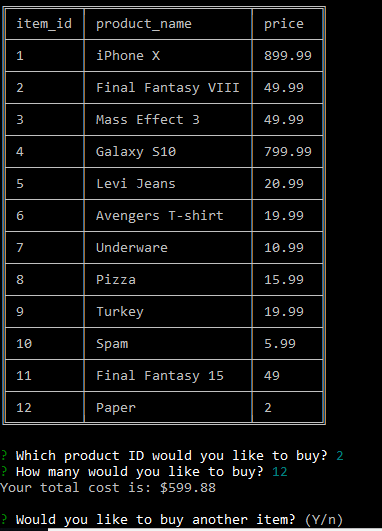 item_id product_name price
1 iPhone X 899.99
2 Final Fantasy VIII 49.99
3 Mass Effect 3 49.99
4 Galaxy S10 799.99
5 Levi Jeans 20.99
6 Avengers T-shirt 19.99
7 Underware 10.99
8 Pizza 15.99
9 Turkey 19.99
10 Spam 5.99
11 Final Fantasy 15 49
12 Paper 2
? Which product ID would you like to buy? 2
? How many would you like to buy? 12
Your total cost is: $599.88
? Would you like to buy another item? (Y/n)